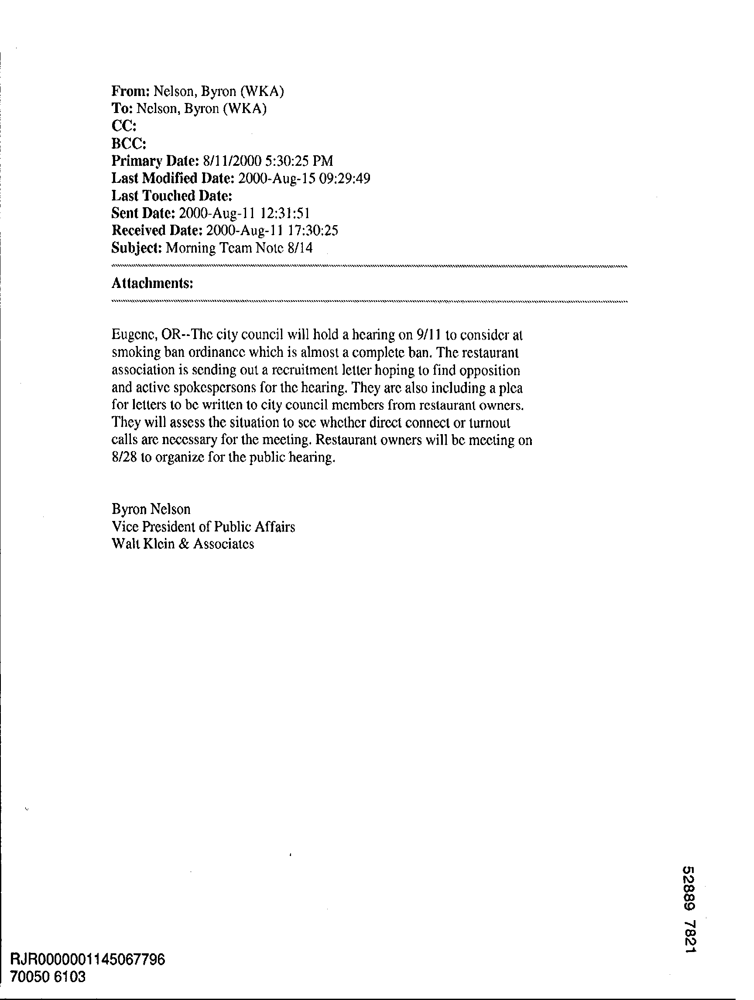 From: Nelson, Byron (WKA)
To: Nelson, Byron (WKA)
CC:
BCC:
Primary Date: 8/11/2000 5:30:25 PM
Last Modified Date: 2000-Aug-15 09:29:49
Last Touched Date:
Sent Date: 2000-Aug-11 12:31:51
Received Date: 2000-Aug-11 17:30:25
Subject: Morning Team Note 8/14
Attachments:
Eugene, OR--The city council will hold a hearing on 9/11 to consider at
smoking ban ordinance which is almost a complete ban. The restaurant
association is sending out a recruitment letter hoping to find opposition
and active spokespersons for the hearing. They are also including a plea
for letters to be written to city council members from restaurant owners.
They will assess the situation to see whether direct connect or turnout
calls are necessary for the meeting. Restaurant owners will be meeting on
8/28 to organize for the public hearing.
Byron Nelson
Vice President of Public Affairs
Walt Klein & Associates
52889 7821
RJR0000001145067796
70050 6103